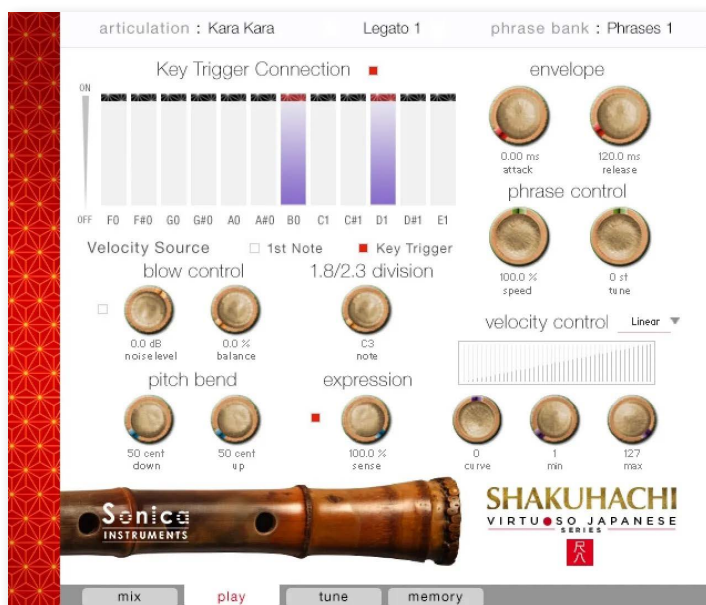 articulation : Kara Kara Legato 1 phrase bank : Phrases 1
Key Trigger Connection
ON
OFF F0 F#0 G0 G#0 A0 A#0 B0 C1 C#1 D1 D#1 E1
Velocity Source 1st Note Key Trigger
envelope
0.00 ms 120.0 ms
attack release
phrase control
100.0 % 0 st
speed tune
blow control 1.8/2.3 division
0.0 dB 0.0 % C3
noise level balance note
velocity control Linear
pitch bend expression
50 cent 50 cent 100.0 %
down up sense
0 1 127
curve min max
Sonica
INSTRUMENTS
SHAKUHACHI
VIRTUOSO JAPANESE
SERIES
尺八
mix play tune memory